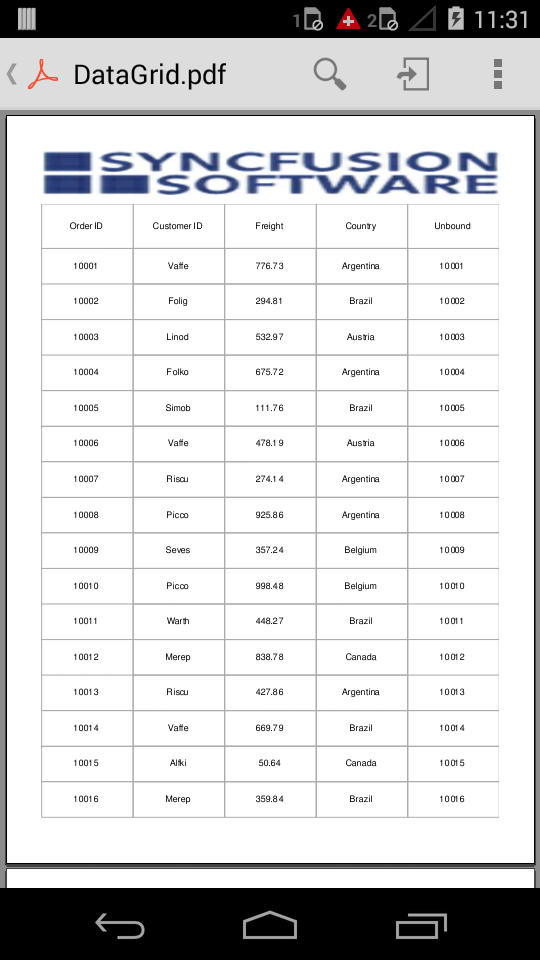 1 2 11:31
DataGrid.pdf
SYNCFUSION
SOFTWARE
Order ID Customer ID Freight Country Unbound
10001 Vaffe 776.73 Argentina 10001
10002 Folig 294.81 Brazil 10002
10003 Linod 532.97 Austria 10003
10004 Folko 675.72 Argentina 10004
10005 Simob 111.76 Brazil 10005
10006 Vaffe 478.19 Austria 10006
10007 Riscu 274.14 Argentina 10007
10008 Picco 925.86 Argentina 10008
10009 Seves 357.24 Belgium 10009
10010 Picco 998.48 Belgium 10010
10011 Warth 448.27 Brazil 10011
10012 Merep 838.78 Canada 10012
10013 Riscu 427.86 Argentina 10013
10014 Vaffe 669.79 Brazil 10014
10015 Alfki 50.64 Canada 10015
10016 Merep 359.84 Brazil 10016